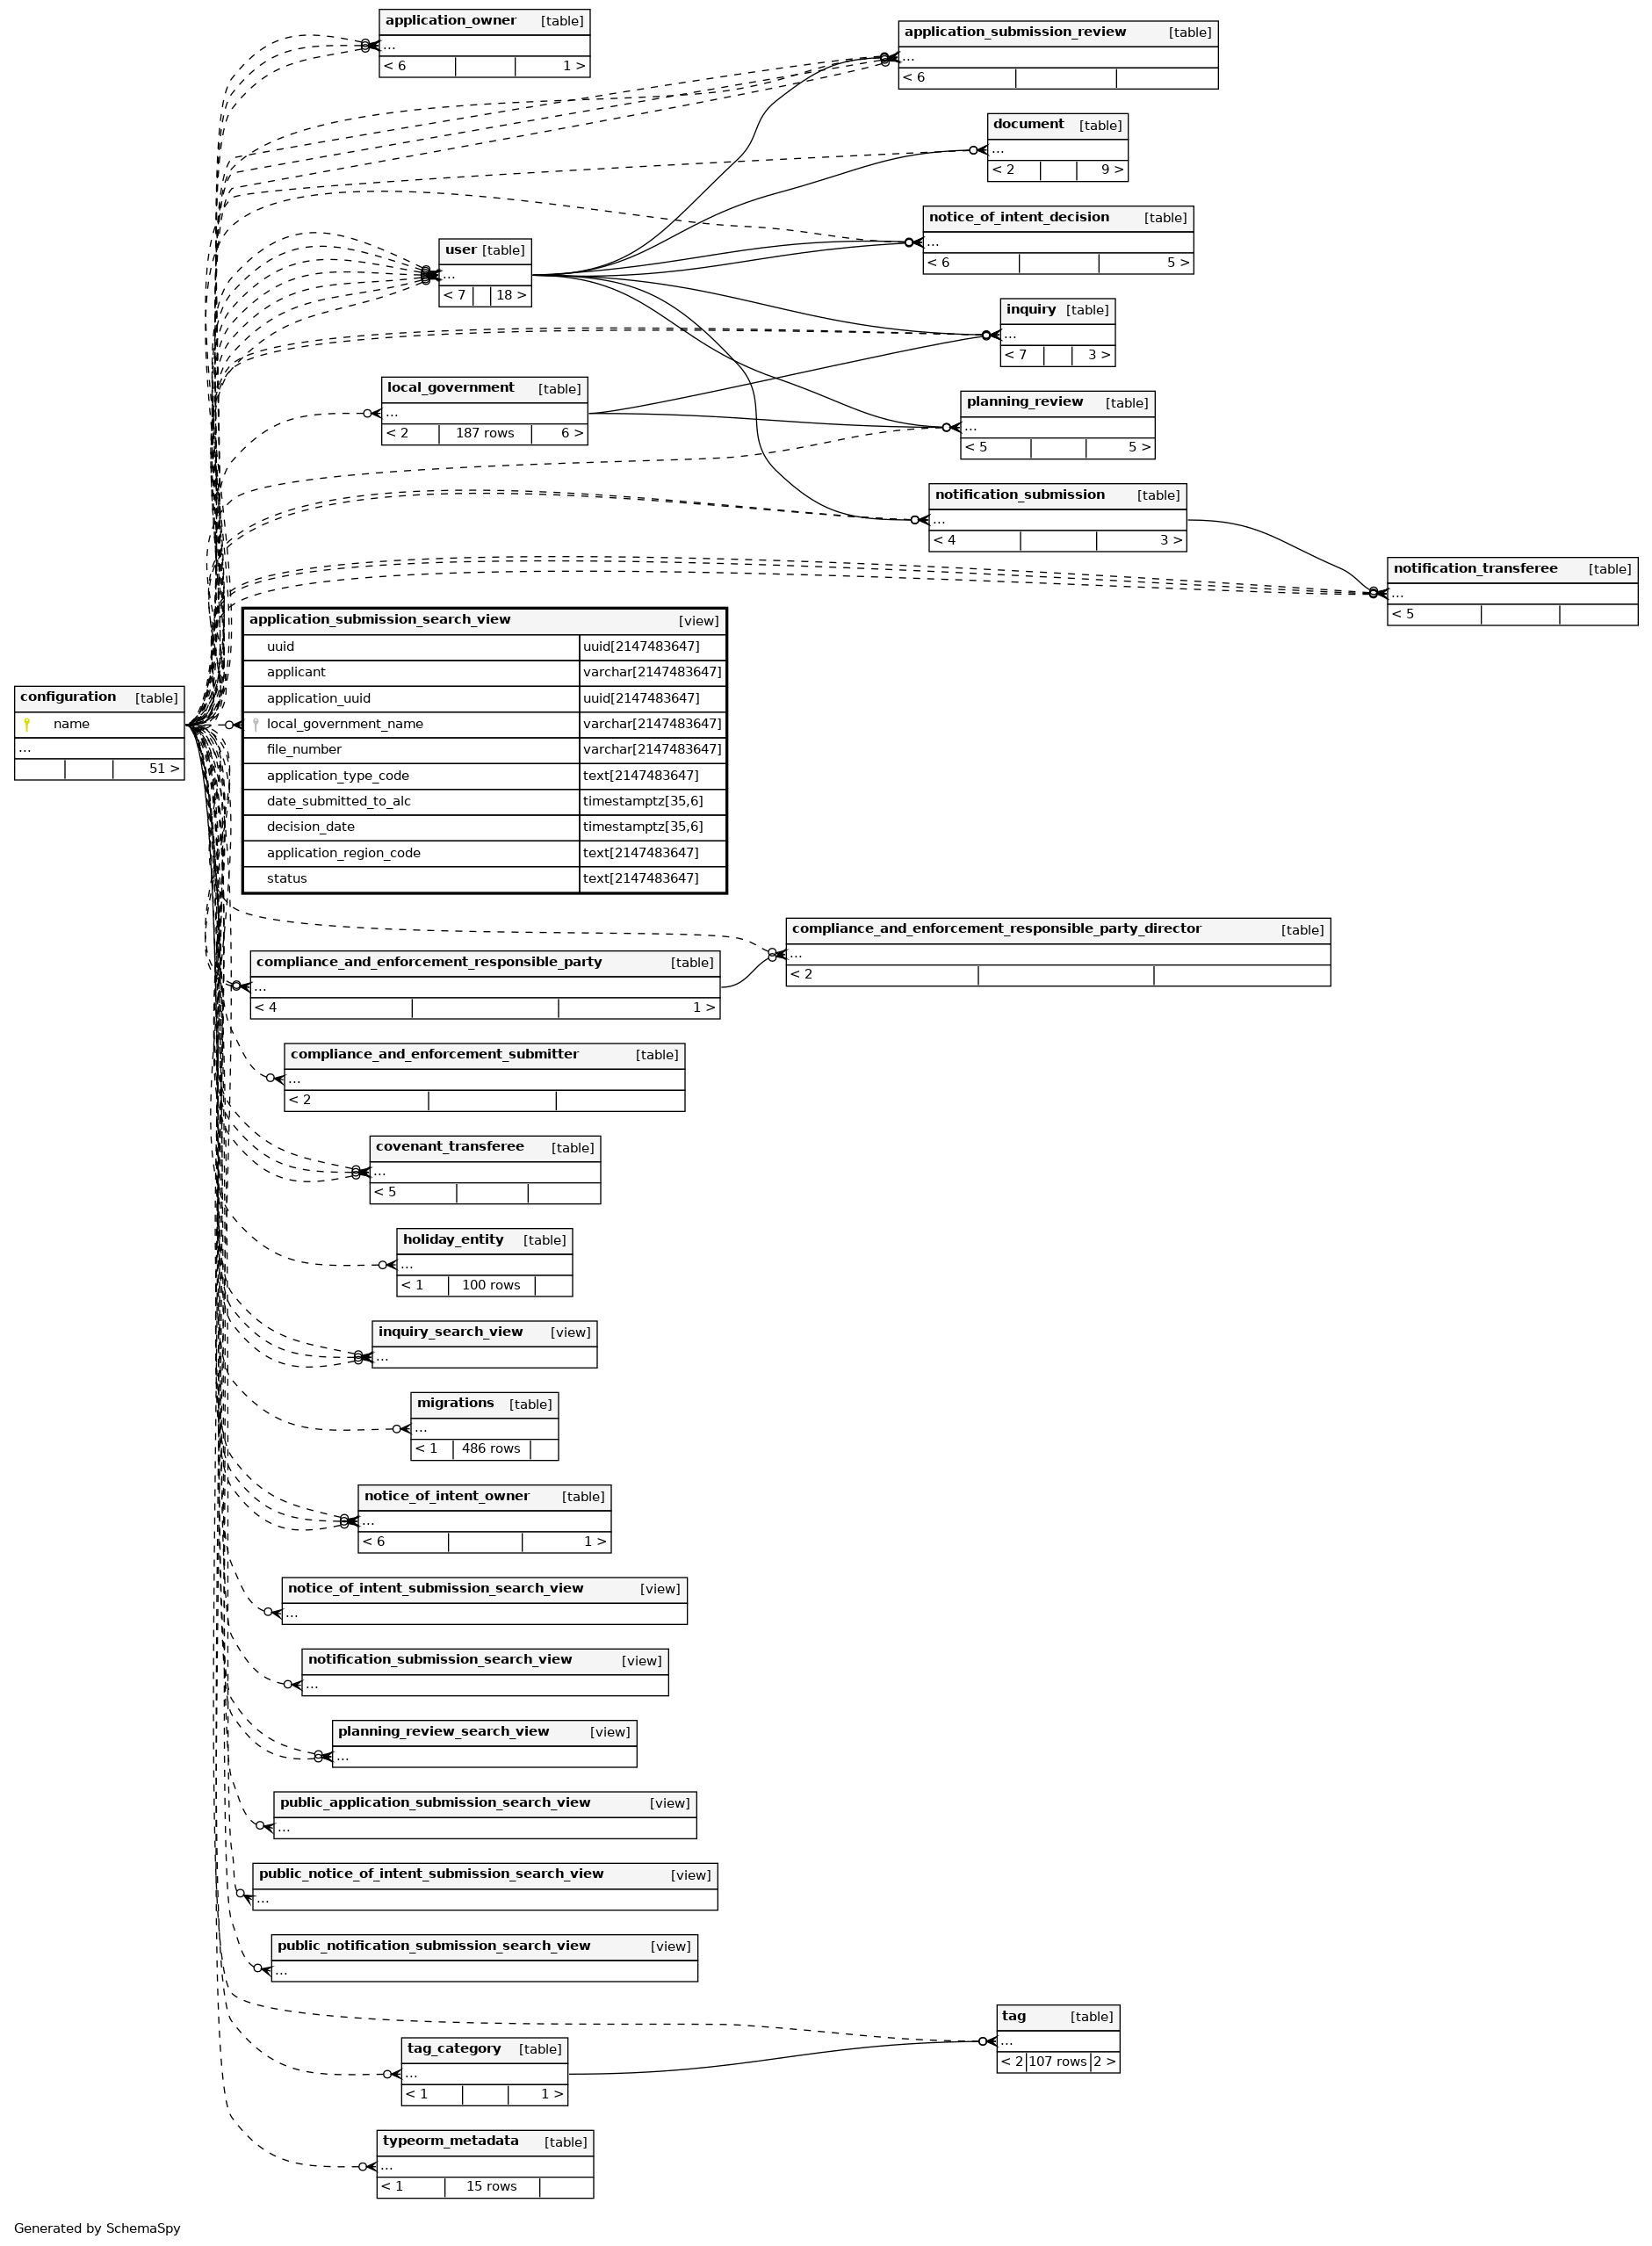 application_owner [table]
...
< 6 1 >
application_submission_review [table]
...
< 6
document [table]
...
< 2 9 >
notice_of_intent_decision [table]
...
< 6 5 >
user [table]
...
< 7 18 >
inquiry [table]
...
< 7 3 >
local_government [table]
...
< 2 187 rows 6 >
planning_review [table]
...
< 5 5 >
notification_submission [table]
...
< 4 3 >
notification_transferee [table]
...
< 5
application_submission_search_view [view]
uuid uuid[2147483647]
applicant varchar[2147483647]
application_uuid uuid[2147483647]
local_government_name varchar[2147483647]
file_number varchar[2147483647]
application_type_code text[2147483647]
date_submitted_to_alc timestamptz[35,6]
decision_date timestamptz[35,6]
application_region_code text[2147483647]
status text[2147483647]
configuration [table]
name
...
51 >
compliance_and_enforcement_responsible_party_director [table]
...
< 2
compliance_and_enforcement_responsible_party [table]
...
< 4 1 >
compliance_and_enforcement_submitter [table]
...
< 2
covenant_transferee [table]
...
< 5
holiday_entity [table]
...
< 1 100 rows
inquiry_search_view [view]
...
migrations [table]
...
< 1 486 rows
notice_of_intent_owner [table]
...
< 6 1 >
notice_of_intent_submission_search_view [view]
...
notification_submission_search_view [view]
...
planning_review_search_view [view]
...
public_application_submission_search_view [view]
...
public_notice_of_intent_submission_search_view [view]
...
public_notification_submission_search_view [view]
...
tag [table]
...
< 2 107 rows 2 >
tag_category [table]
...
< 1 1 >
typeorm_metadata [table]
...
< 1 15 rows
Generated by SchemaSpy